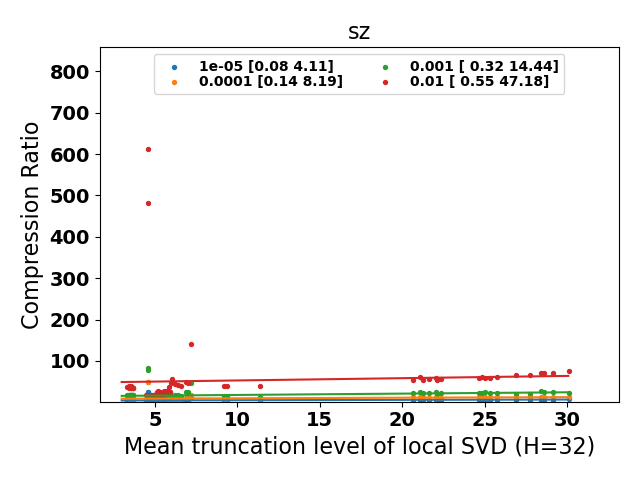 sz
1e-05 [0.08 4.11]
0.0001 [0.14 8.19]
0.001 [ 0.32 14.44]
0.01 [ 0.55 47.18]
Compression Ratio
800
700
600
500
400
300
200
100
5 10 15 20 25 30
Mean truncation level of local SVD (H=32)